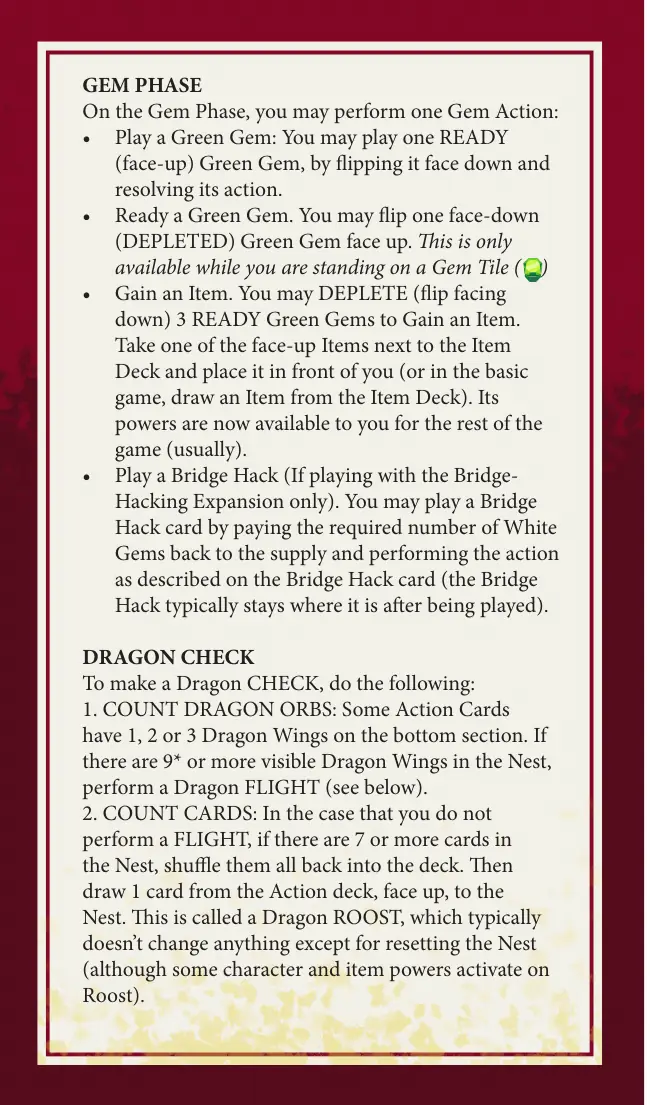 GEM PHASE
On the Gem Phase, you may perform one Gem Action:
• Play a Green Gem: You may play one READY
(face-up) Green Gem, by flipping it face down and
resolving its action.
• Ready a Green Gem. You may flip one face-down
(DEPLETED) Green Gem face up. This is only
available while you are standing on a Gem Tile ( )
• Gain an Item. You may DEPLETE (flip facing
down) 3 READY Green Gems to Gain an Item.
Take one of the face-up Items next to the Item
Deck and place it in front of you (or in the basic
game, draw an Item from the Item Deck). Its
powers are now available to you for the rest of the
game (usually).
• Play a Bridge Hack (If playing with the Bridge-
Hacking Expansion only). You may play a Bridge
Hack card by paying the required number of White
Gems back to the supply and performing the action
as described on the Bridge Hack card (the Bridge
Hack typically stays where it is after being played).
DRAGON CHECK
To make a Dragon CHECK, do the following:
1. COUNT DRAGON ORBS: Some Action Cards
have 1, 2 or 3 Dragon Wings on the bottom section. If
there are 9* or more visible Dragon Wings in the Nest,
perform a Dragon FLIGHT (see below).
2. COUNT CARDS: In the case that you do not
perform a FLIGHT, if there are 7 or more cards in
the Nest, shuffle them all back into the deck. Then
draw 1 card from the Action deck, face up, to the
Nest. This is called a Dragon ROOST, which typically
doesn’t change anything except for resetting the Nest
(although some character and item powers activate on
Roost).